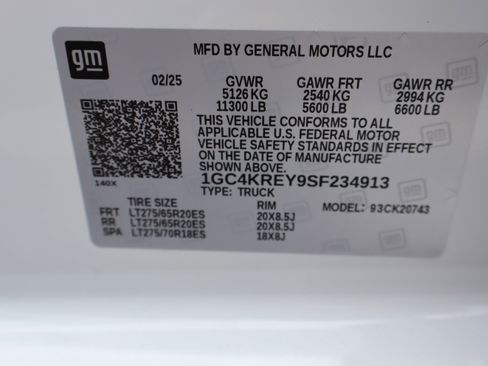 gm
MFD BY GENERAL MOTORS LLC
02/25 GVWR GAWR FRT GAWR RR
5126 KG 2540 KG 2994 KG
11300 LB 5600 LB 6600 LB
THIS VEHICLE CONFORMS TO ALL
APPLICABLE U.S. FEDERAL MOTOR
VEHICLE SAFETY STANDARDS IN EFFECT
ON THE DATE OF MANUFACTURE
SHOWN ABOVE.
1GC4KREY9SF234913
TYPE: TRUCK
140X
TIRE SIZE RIM MODEL: 93CK20743
FRT LT275/65R20ES 20X8.5J
RR LT275/65R20ES 20X8.5J
SPA LT275/70R18ES 18X8J